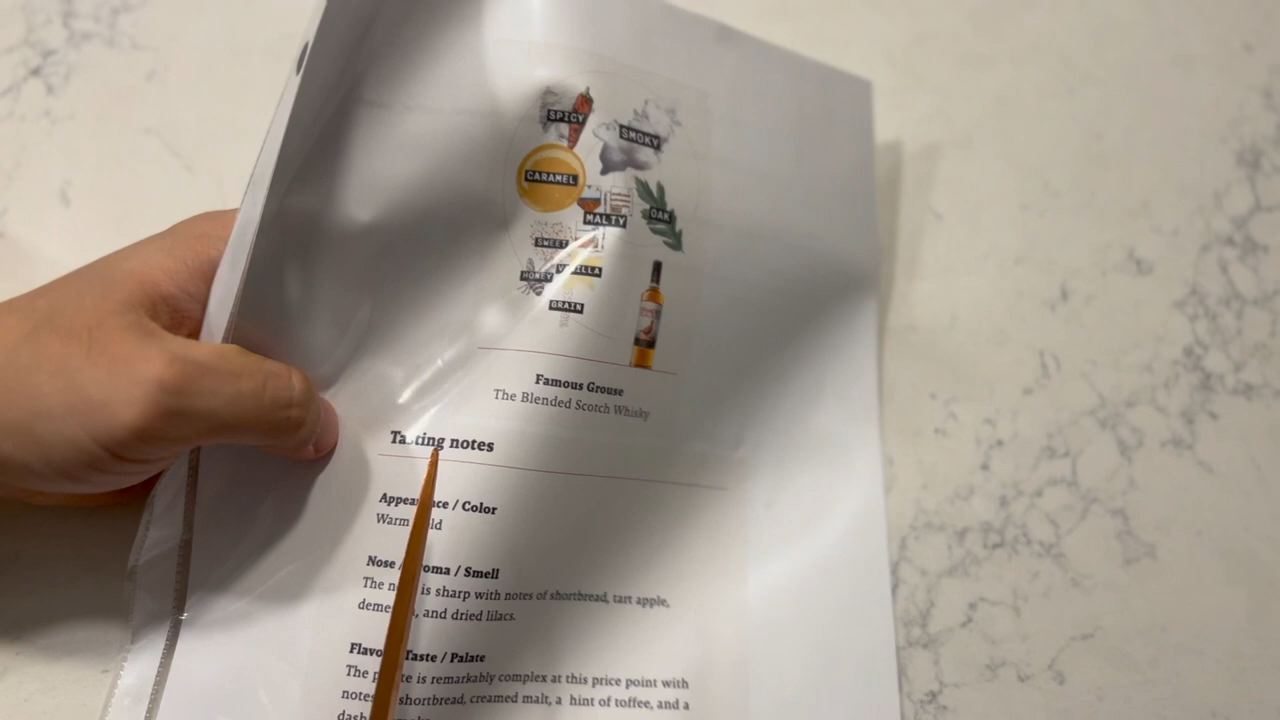 SPICY
SMOKY
CARAMEL
MALTY
OAK
SWEET
HONEY
GRAIN
Famous Grouse
The Blended Scotch Whisky
Tasting notes
/ Color
Warm
Nose / / Smell
The is sharp with notes of shortbread, tart apple,
and dried lilacs.
Taste / Palate
The is remarkably complex at this price point with
notes shortbread, creamed malt, a hint of toffee, and a